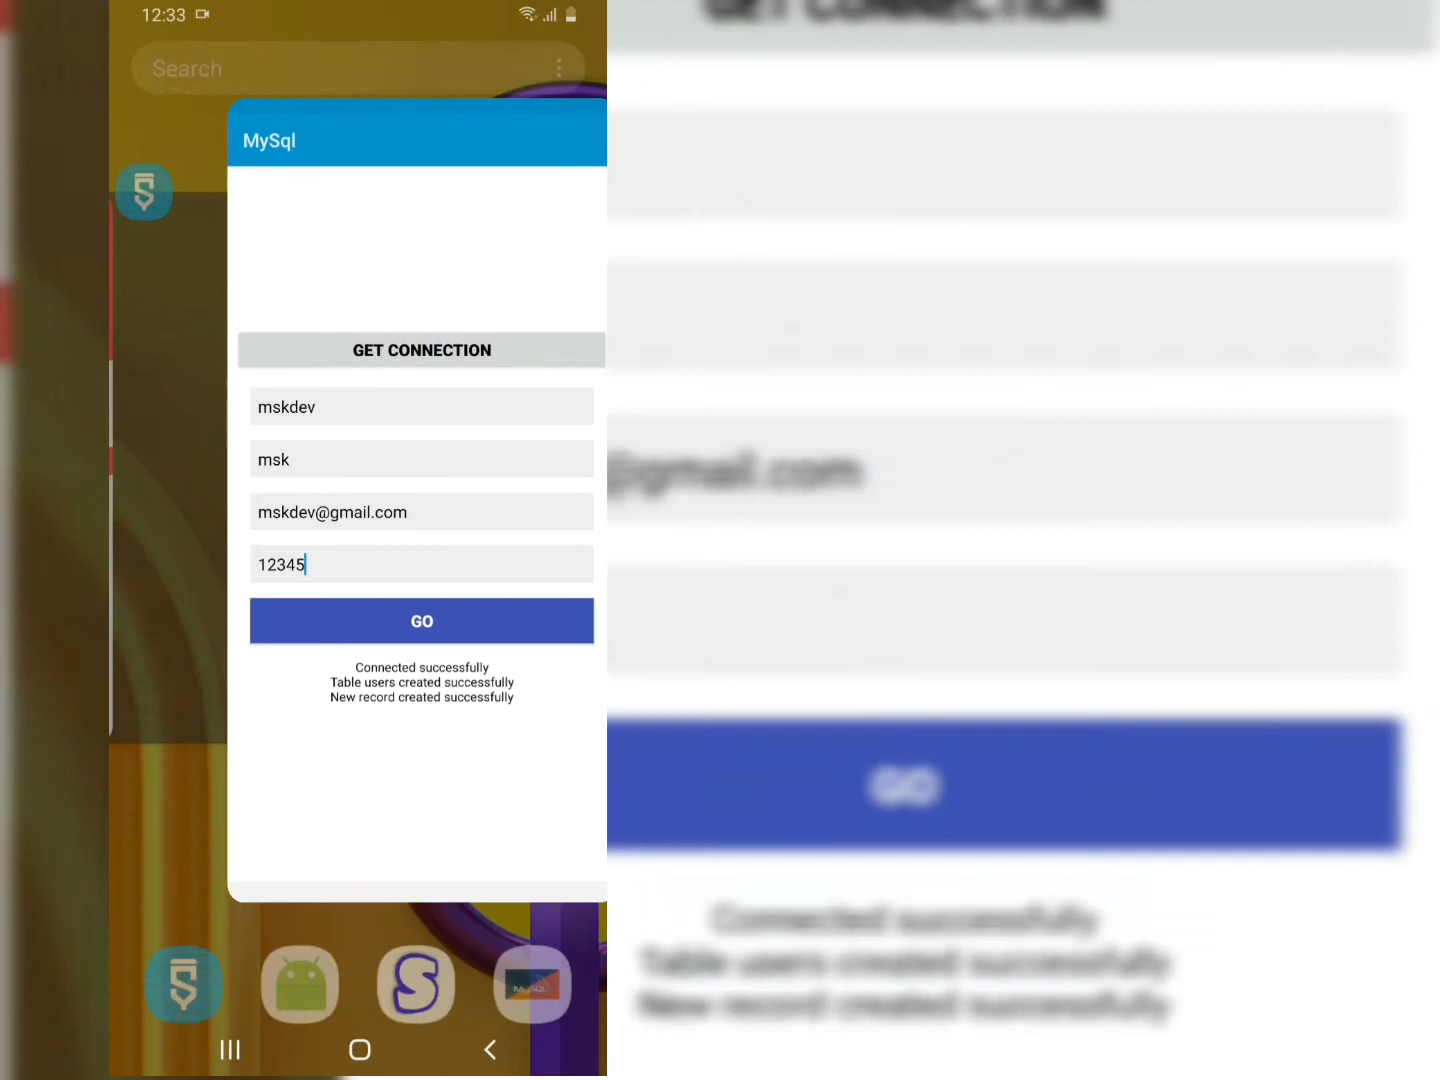 12:33
Search
MySql
GET CONNECTION
mskdev
msk
mskdev@gmail.com
12345
GO
Connected successfully
Table users created successfully
New record created successfully
MySQL
GET CONNECTION
@gmail.com
GO
Connected successfully
Table users created successfully
New record created successfully